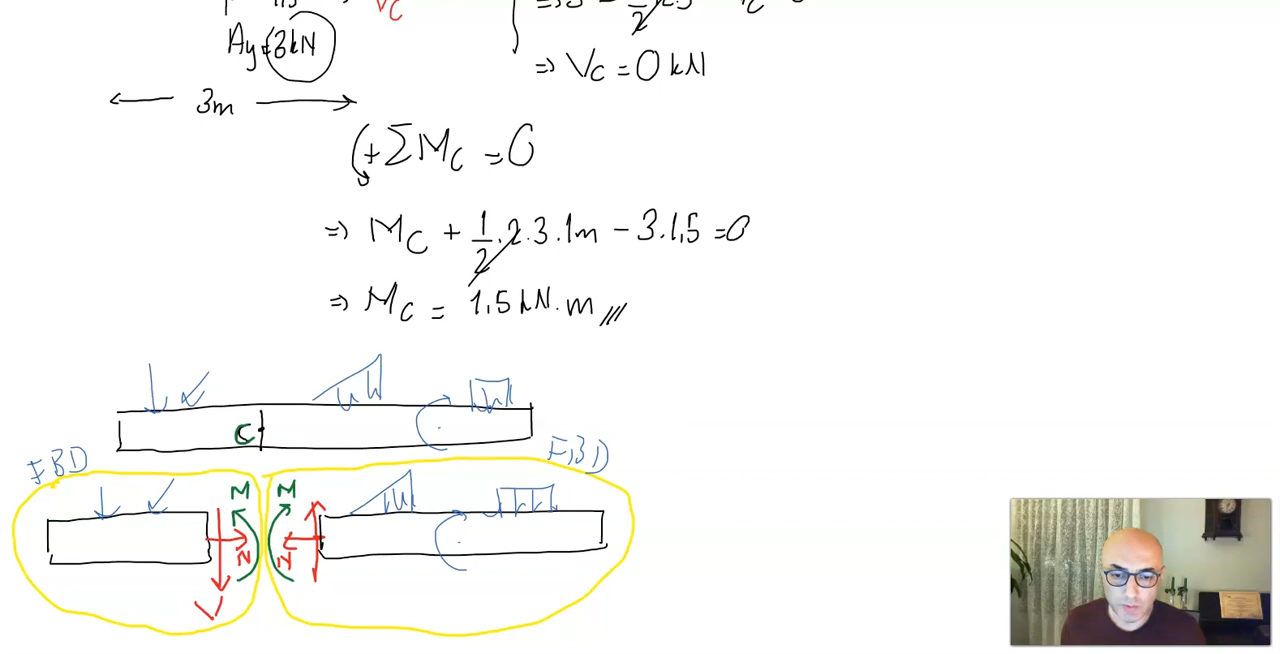 Vc
Ay = 3kN
⇒ Vc = 0 kN
3m
(+ ΣMc = 0
⇒ Mc + 1/2 . 2 . 3 . 1m - 3 . 1,5 = 0
⇒ Mc = 1,5 kN.m ///
C
FBD
F.B.D
M M
N N
V